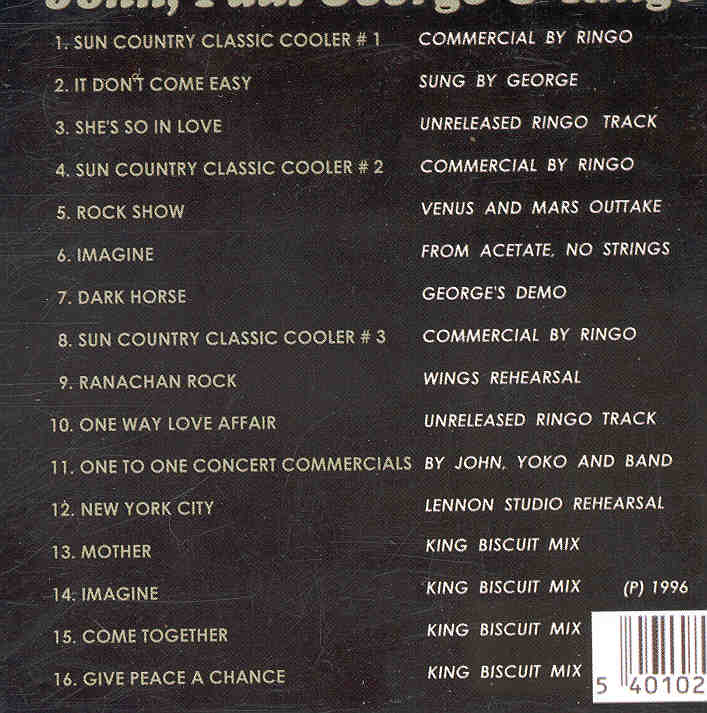 John, Paul George & Ringo
1. SUN COUNTRY CLASSIC COOLER # 1 COMMERCIAL BY RINGO
2. IT DON'T COME EASY SUNG BY GEORGE
3. SHE'S SO IN LOVE UNRELEASED RINGO TRACK
4. SUN COUNTRY CLASSIC COOLER # 2 COMMERCIAL BY RINGO
5. ROCK SHOW VENUS AND MARS OUTTAKE
6. IMAGINE FROM ACETATE, NO STRINGS
7. DARK HORSE GEORGE'S DEMO
8. SUN COUNTRY CLASSIC COOLER # 3 COMMERCIAL BY RINGO
9. RANACHAN ROCK WINGS REHEARSAL
10. ONE WAY LOVE AFFAIR UNRELEASED RINGO TRACK
11. ONE TO ONE CONCERT COMMERCIALS BY JOHN, YOKO AND BAND
12. NEW YORK CITY LENNON STUDIO REHEARSAL
13. MOTHER KING BISCUIT MIX
14. IMAGINE KING BISCUIT MIX (P) 1996
15. COME TOGETHER KING BISCUIT MIX
16. GIVE PEACE A CHANCE KING BISCUIT MIX
5 40102